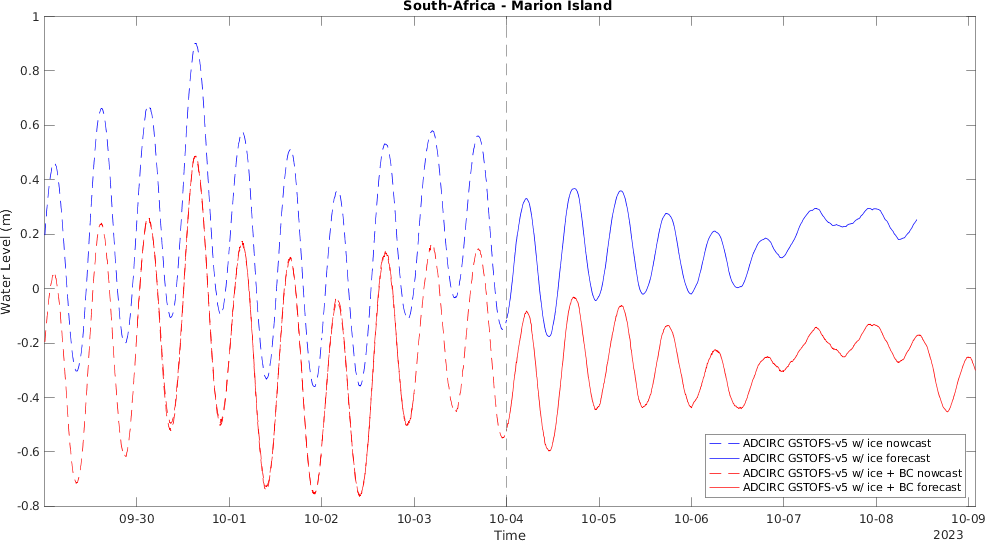 South-Africa - Marion Island
1
0.8
0.6
0.4
0.2
0
-0.2
-0.4
-0.6
-0.8
Water Level (m)
ADCIRC GSTOFS-v5 w/ ice nowcast
ADCIRC GSTOFS-v5 w/ ice forecast
ADCIRC GSTOFS-v5 w/ ice + BC nowcast
ADCIRC GSTOFS-v5 w/ ice + BC forecast
09-30 10-01 10-02 10-03 10-04 10-05 10-06 10-07 10-08 10-09
Time
2023